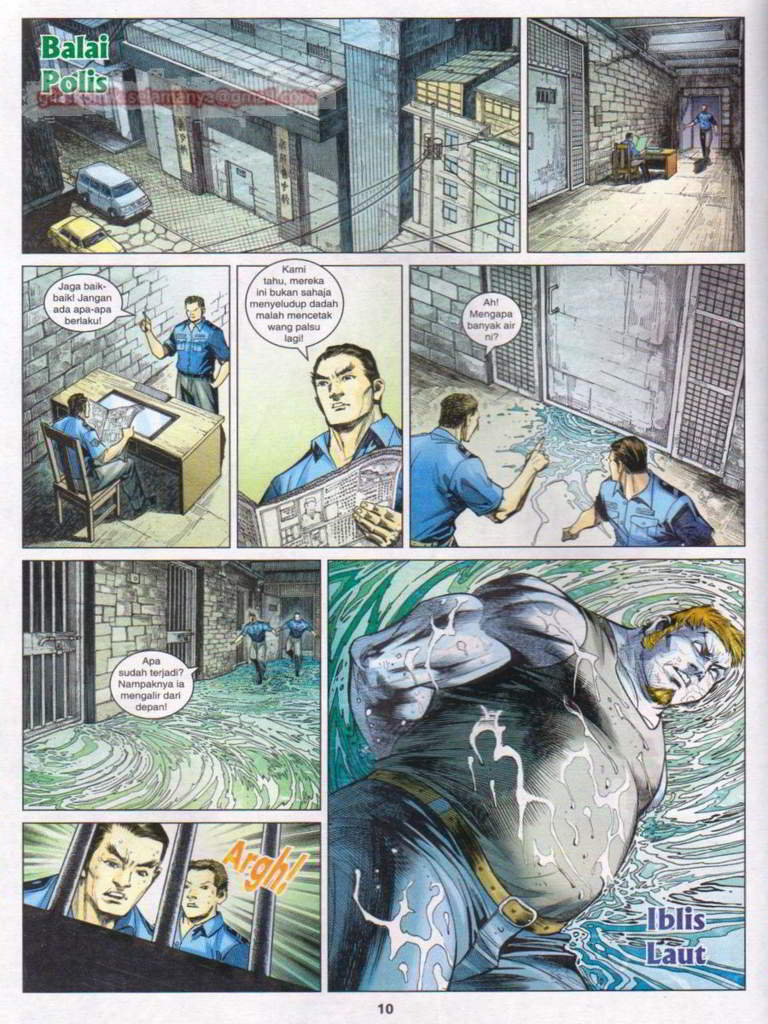 Balai
Polis
Jaga baik-
baik! Jangan
ada apa-apa
berlaku!
Kami
tahu, mereka
ini bukan sahaja
menyeludup dadah
malah mencetak
wang palsu
lagi!
Ah!
Mengapa
banyak air
ni?
Apa
sudah terjadi?
Nampaknya ia
mengalir dari
depan!
Argh!
Iblis
Laut
10